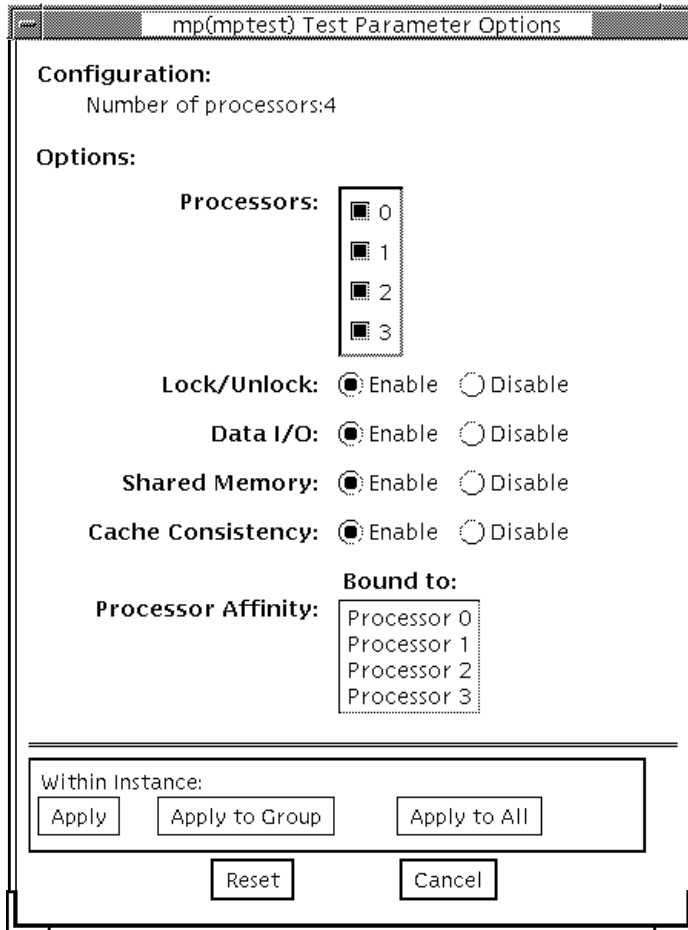 mp(mptest) Test Parameter Options
Configuration:
Number of processors:4
Options:
Processors:
0
1
2
3
Lock/Unlock: Enable Disable
Data I/O: Enable Disable
Shared Memory: Enable Disable
Cache Consistency: Enable Disable
Bound to:
Processor Affinity:
Processor 0
Processor 1
Processor 2
Processor 3
Within Instance:
Apply Apply to Group Apply to All
Reset Cancel